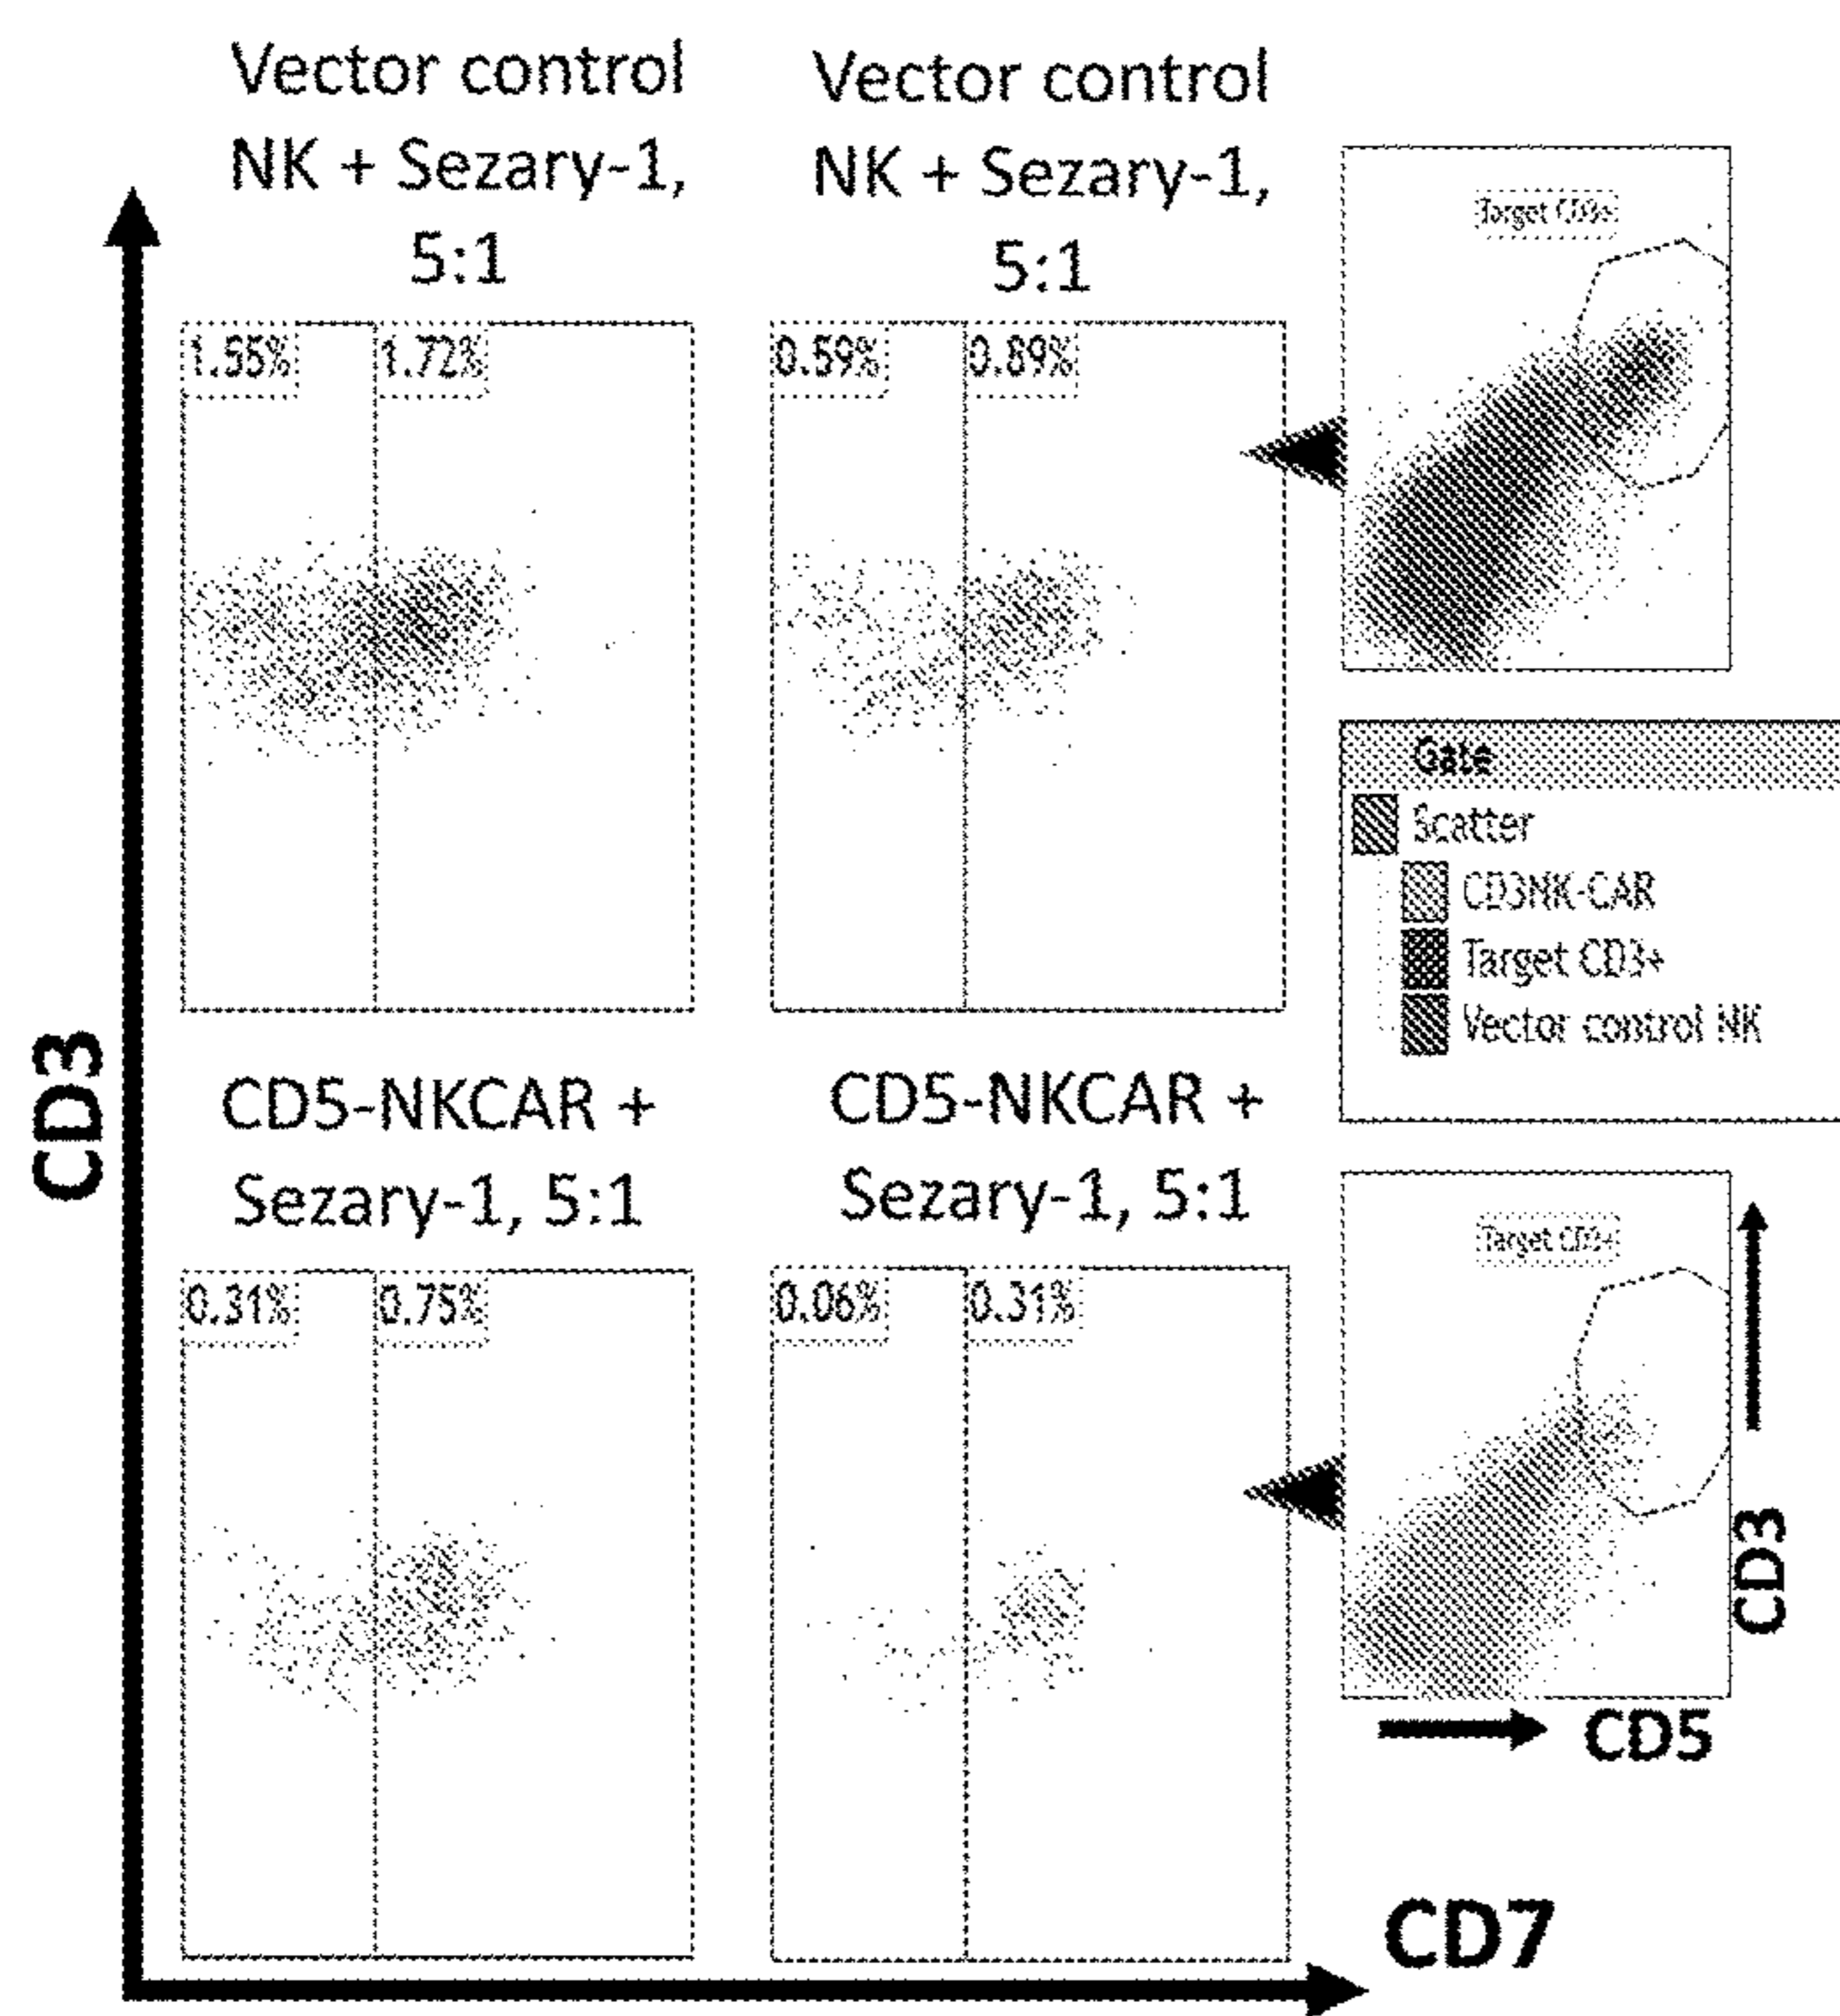 Vector control
NK + Sezary-1,
5:1
Vector control
NK + Sezary-1,
5:1
Target CD3+
1.55%
1.72%
0.59%
0.89%
Gate
Scatter
CD3NK-CAR
Target CD3+
Vector control NK
CD3
CD5-NKCAR +
Sezary-1, 5:1
CD5-NKCAR +
Sezary-1, 5:1
Target CD3+
0.31%
0.75%
0.06%
0.31%
CD3
CD5
CD7